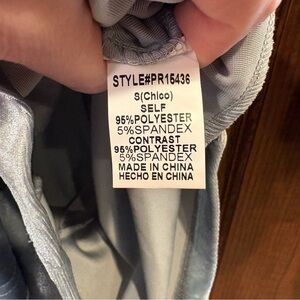 STYLE#PR15436
S(Chico)
SELF
95%POLYESTER
5%SPANDEX
CONTRAST
95%POLYESTER
5%SPANDEX
MADE IN CHINA
HECHO EN CHINA